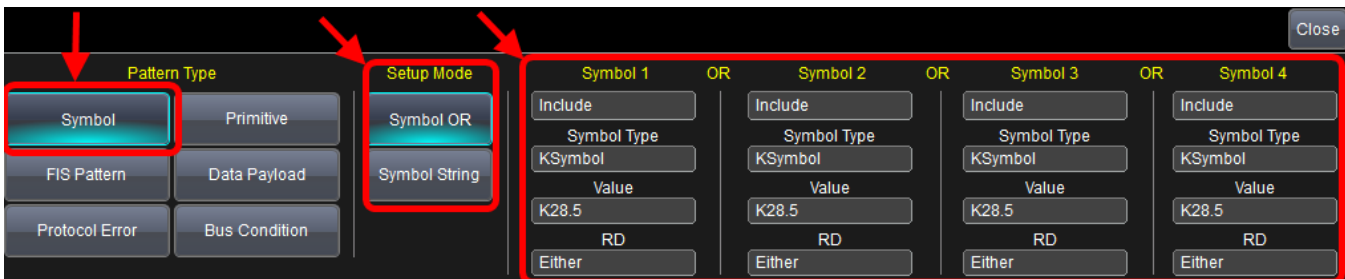 Close
Pattern Type Setup Mode Symbol 1 OR Symbol 2 OR Symbol 3 OR Symbol 4
Symbol Primitive Symbol OR Include Include Include Include
Symbol Type Symbol Type Symbol Type Symbol Type
FIS Pattern Data Payload Symbol String KSymbol KSymbol KSymbol KSymbol
Value Value Value Value
Protocol Error Bus Condition K28.5 K28.5 K28.5 K28.5
RD RD RD RD
Either Either Either Either